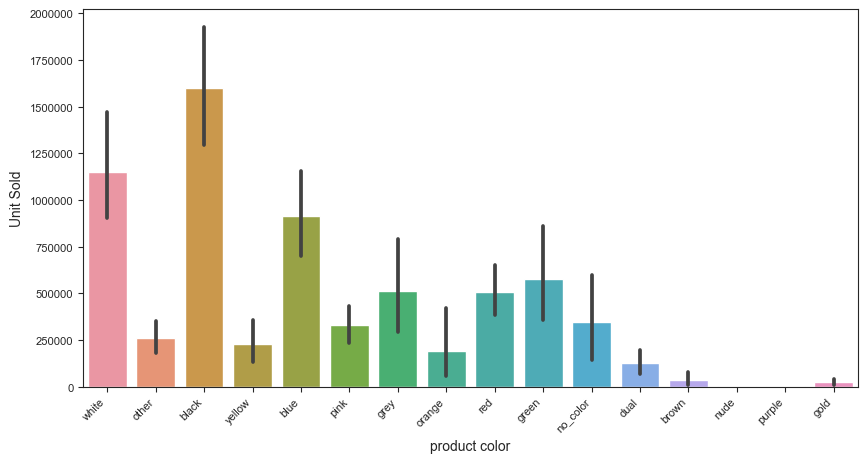 2000000
1750000
1500000
1250000
1000000
750000
500000
250000
0
Unit Sold
white
other
black
yellow
blue
pink
grey
orange
red
green
no_color
dual
brown
nude
purple
gold
product color